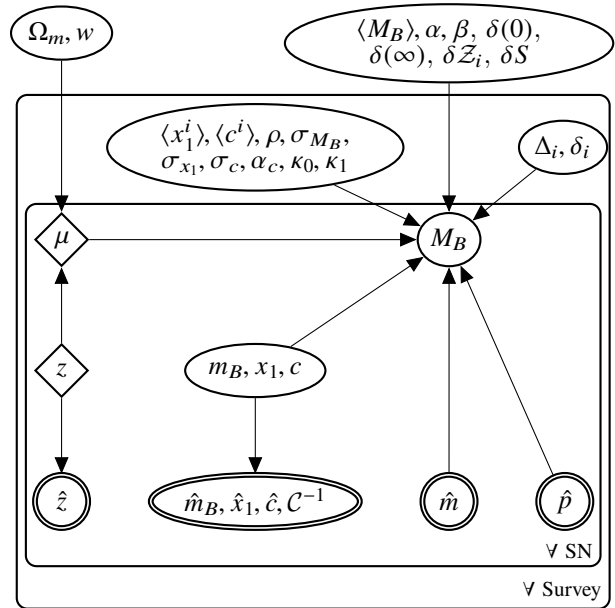 Ω_m, w
⟨M_B⟩, α, β, δ(0),
δ(∞), δ𝒵_i, δS
⟨x_1^i⟩, ⟨c^i⟩, ρ, σ_{M_B},
σ_{x_1}, σ_c, α_c, κ_0, κ_1
Δ_i, δ_i
μ
M_B
z
m_B, x_1, c
ẑ
m̂_B, x̂_1, ĉ, 𝒞^{-1}
m̂
p̂
∀ SN
∀ Survey